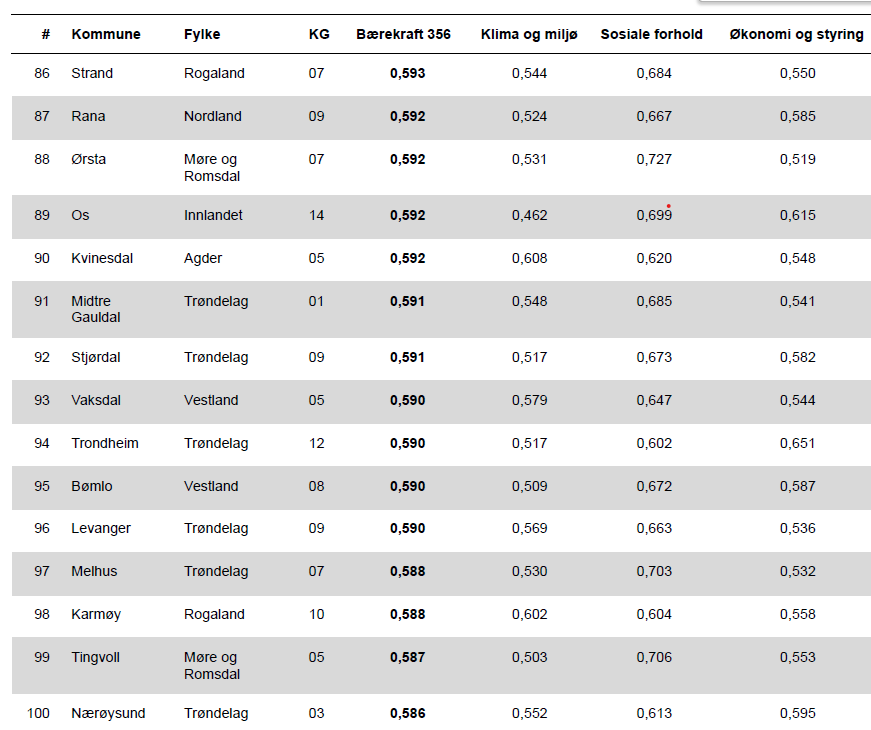 # Kommune Fylke KG Bærekraft 356 Klima og miljø Sosiale forhold Økonomi og styring
86 Strand Rogaland 07 0,593 0,544 0,684 0,550
87 Rana Nordland 09 0,592 0,524 0,667 0,585
88 Ørsta Møre og 07 0,592 0,531 0,727 0,519
Romsdal
89 Os Innlandet 14 0,592 0,462 0,699 0,615
90 Kvinesdal Agder 05 0,592 0,608 0,620 0,548
91 Midtre Trøndelag 01 0,591 0,548 0,685 0,541
Gauldal
92 Stjørdal Trøndelag 09 0,591 0,517 0,673 0,582
93 Vaksdal Vestland 05 0,590 0,579 0,647 0,544
94 Trondheim Trøndelag 12 0,590 0,517 0,602 0,651
95 Bømlo Vestland 08 0,590 0,509 0,672 0,587
96 Levanger Trøndelag 09 0,590 0,569 0,663 0,536
97 Melhus Trøndelag 07 0,588 0,530 0,703 0,532
98 Karmøy Rogaland 10 0,588 0,602 0,604 0,558
99 Tingvoll Møre og 05 0,587 0,503 0,706 0,553
Romsdal
100 Nærøysund Trøndelag 03 0,586 0,552 0,613 0,595